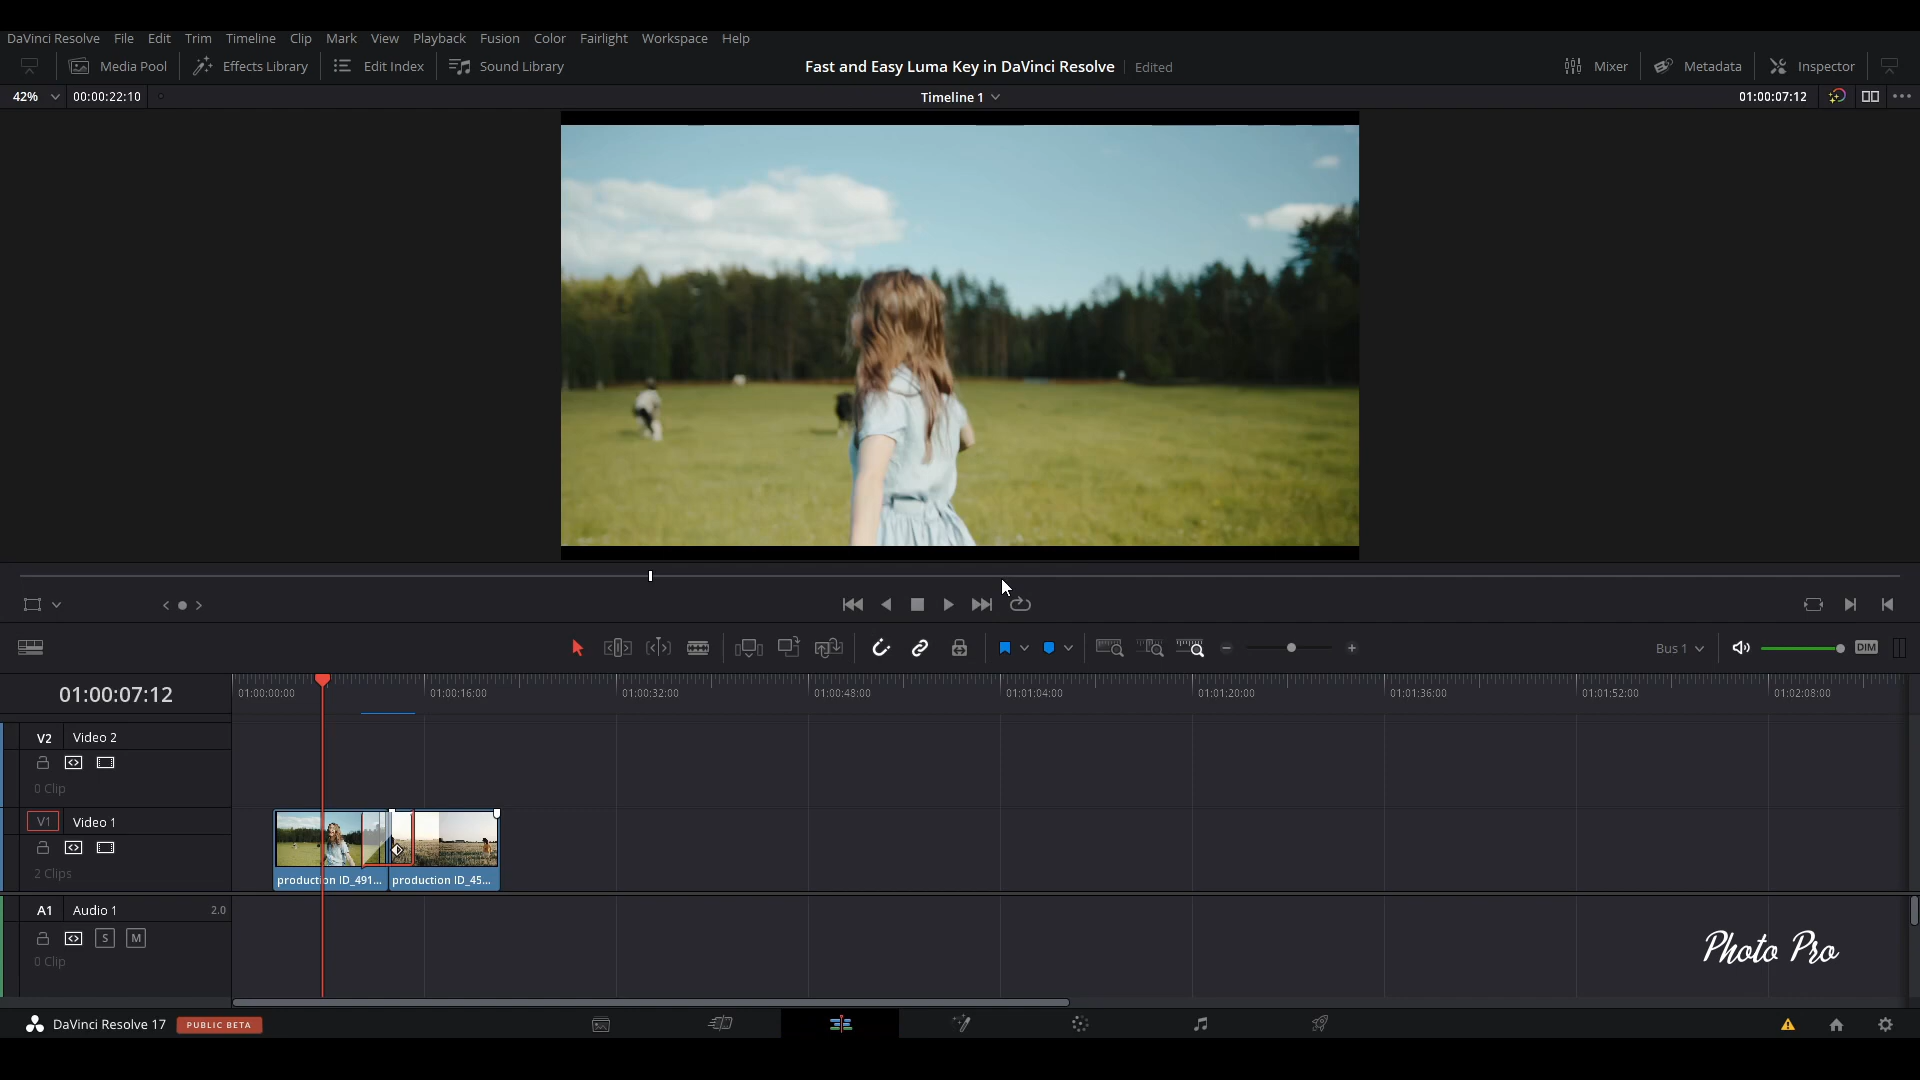 DaVinci Resolve File Edit Trim Timeline Clip Mark View Playback Fusion Color Fairlight Workspace Help
Media Pool Effects Library Edit Index Sound Library Fast and Easy Luma Key in DaVinci Resolve Edited Mixer Metadata Inspector
42% 00:00:22:10 Timeline 1 01:00:07:12
Bus 1 DIM
01:00:07:12 01:00:00:00 01:00:16:00 01:00:32:00 01:00:48:00 01:01:04:00 01:01:20:00 01:01:36:00 01:01:52:00 01:02:08:00
V2 Video 2
0 Clip
V1 Video 1
2 Clips
production ID_491... production ID_45...
A1 Audio 1 2.0
S M
0 Clip
Photo Pro
DaVinci Resolve 17 PUBLIC BETA